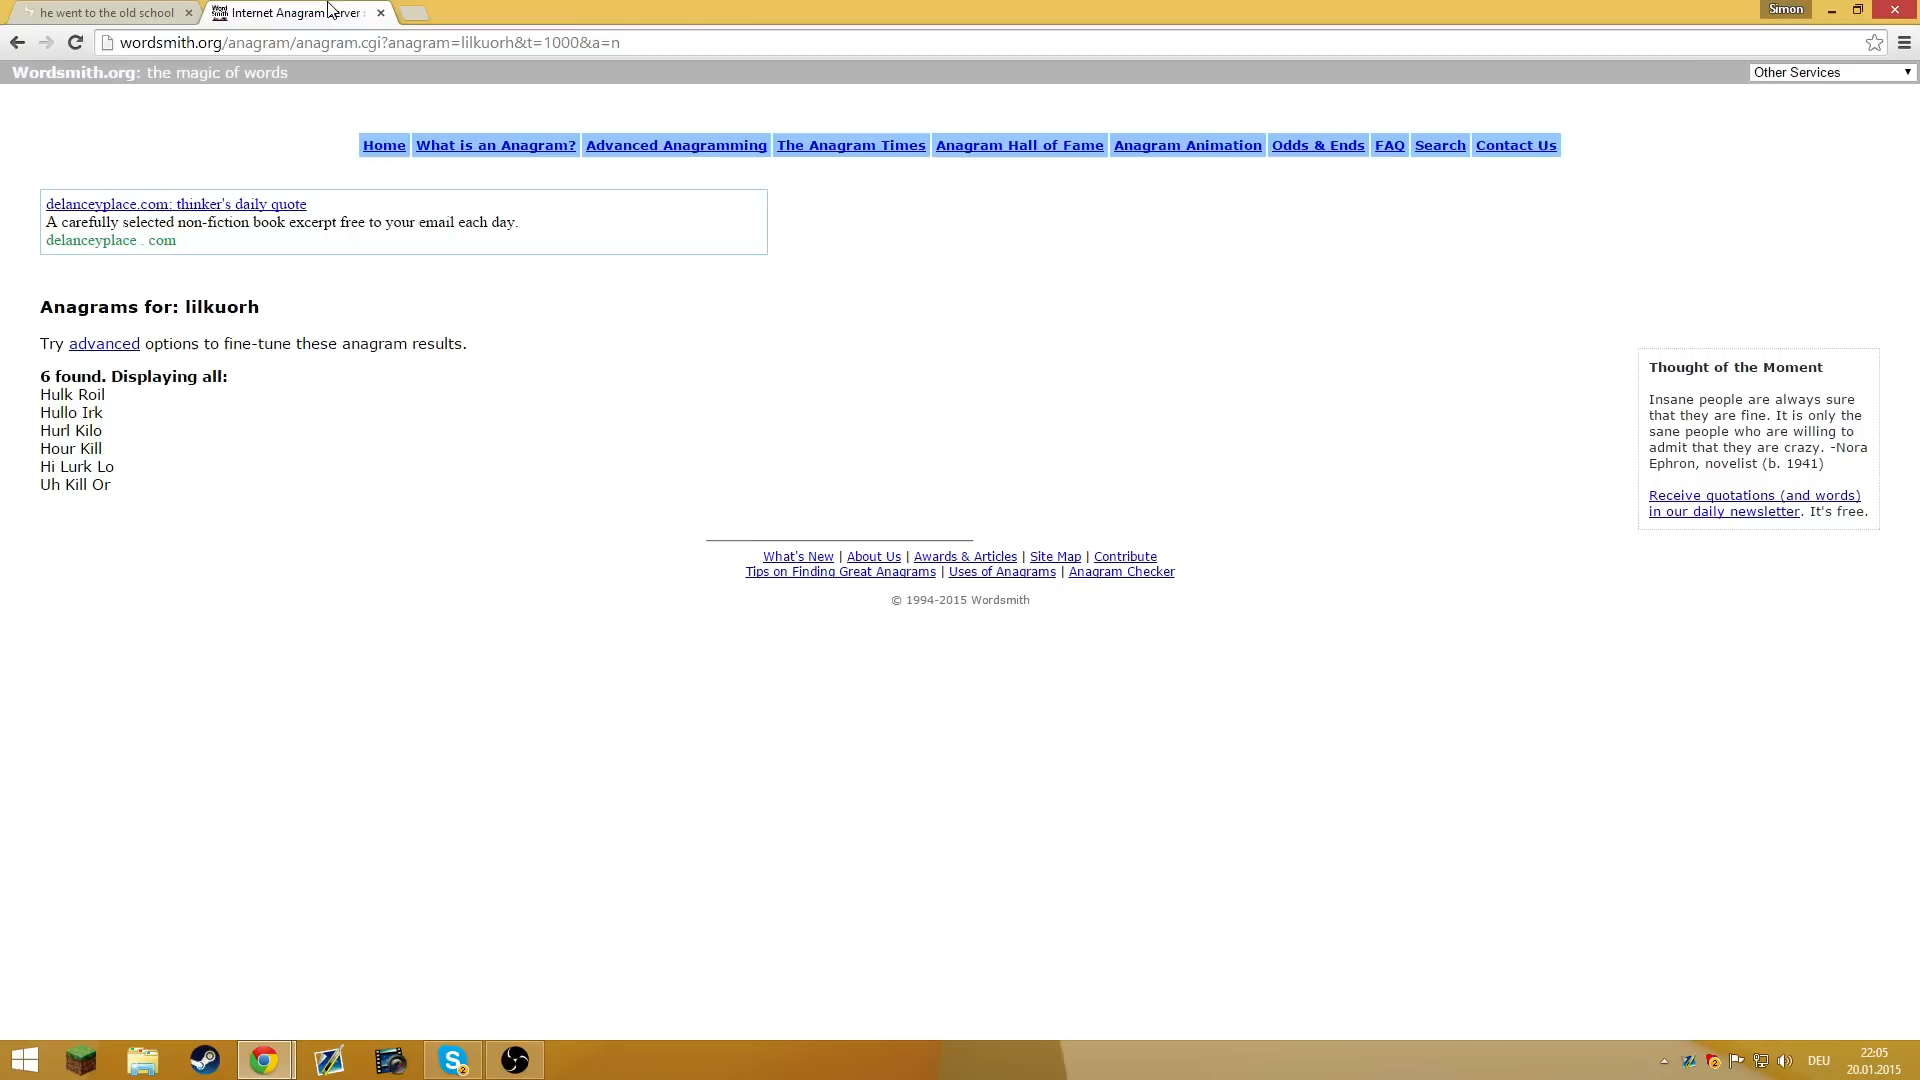 he went to the old school
Internet Anagram Server :
Simon
wordsmith.org/anagram/anagram.cgi?anagram=lilkuorh&t=1000&a=n
Wordsmith.org: the magic of words
Other Services
Home What is an Anagram? Advanced Anagramming The Anagram Times Anagram Hall of Fame Anagram Animation Odds & Ends FAQ Search Contact Us
delanceyplace.com: thinker's daily quote
A carefully selected non-fiction book excerpt free to your email each day.
delanceyplace . com
Anagrams for: lilkuorh
Try advanced options to fine-tune these anagram results.
6 found. Displaying all:
Hulk Roil
Hullo Irk
Hurl Kilo
Hour Kill
Hi Lurk Lo
Uh Kill Or
Thought of the Moment
Insane people are always sure
that they are fine. It is only the
sane people who are willing to
admit that they are crazy. -Nora
Ephron, novelist (b. 1941)
Receive quotations (and words)
in our daily newsletter. It's free.
What's New | About Us | Awards & Articles | Site Map | Contribute
Tips on Finding Great Anagrams | Uses of Anagrams | Anagram Checker
© 1994-2015 Wordsmith
DEU
22:05
20.01.2015